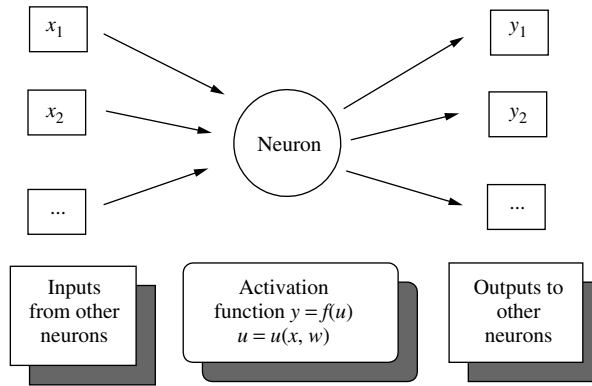 x1
y1
x2
Neuron
y2
...
...
Inputs
from other
neurons
Activation
function y = f(u)
u = u(x, w)
Outputs to
other
neurons